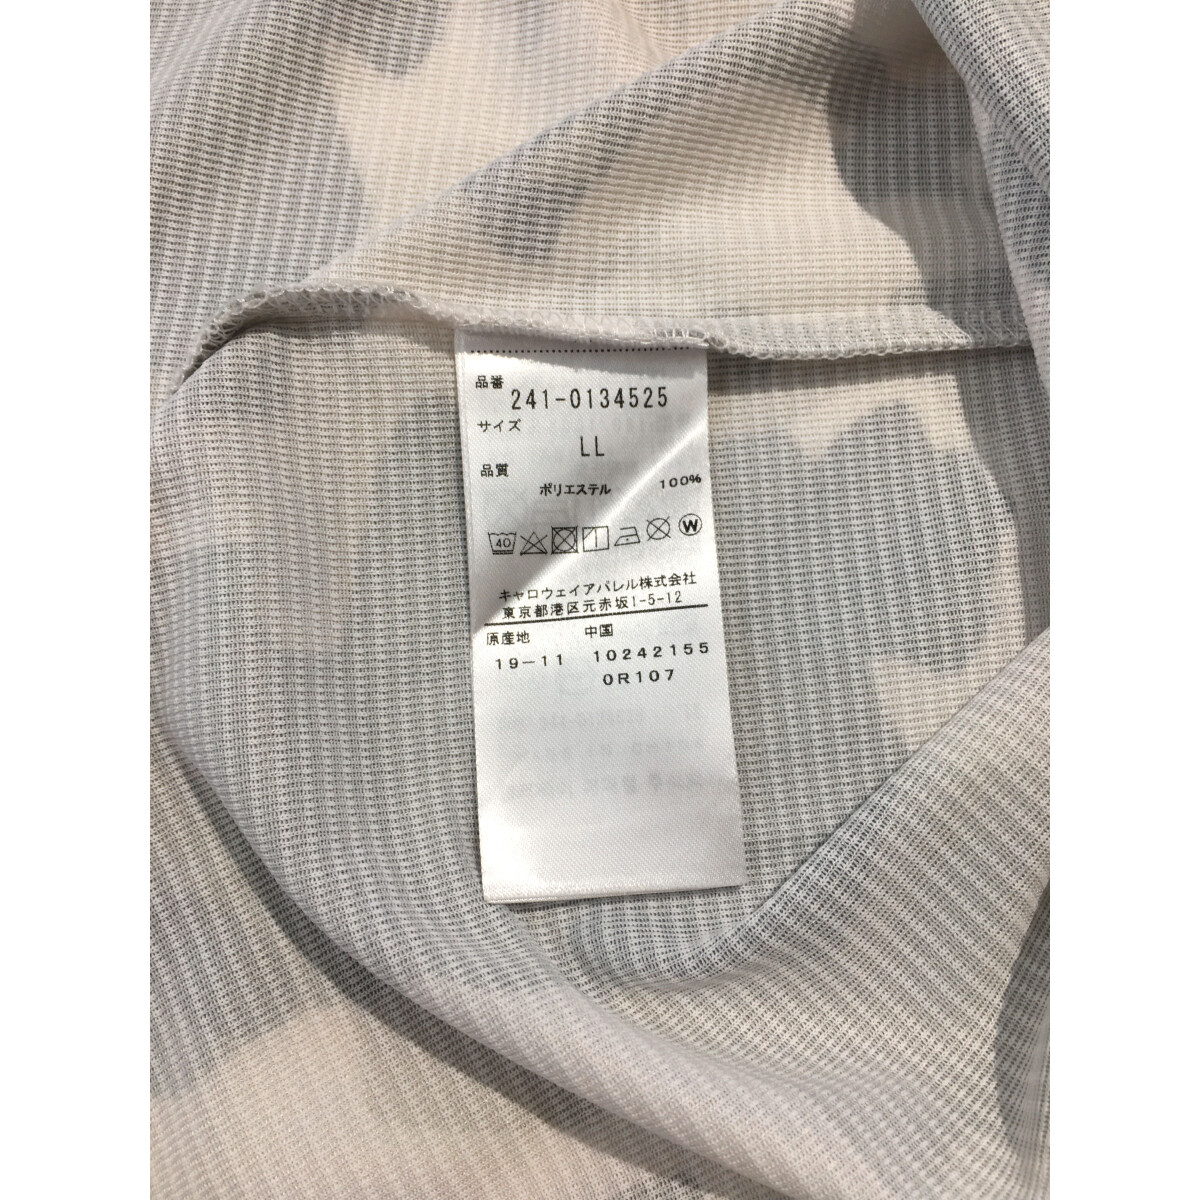 品番
241-0134525
サイズ
LL
品質
ポリエステル 100%
40 W
キャロウェイアパレル株式会社
東京都港区元赤坂1-5-12
原産地 中国
19-11 10242155
0R107